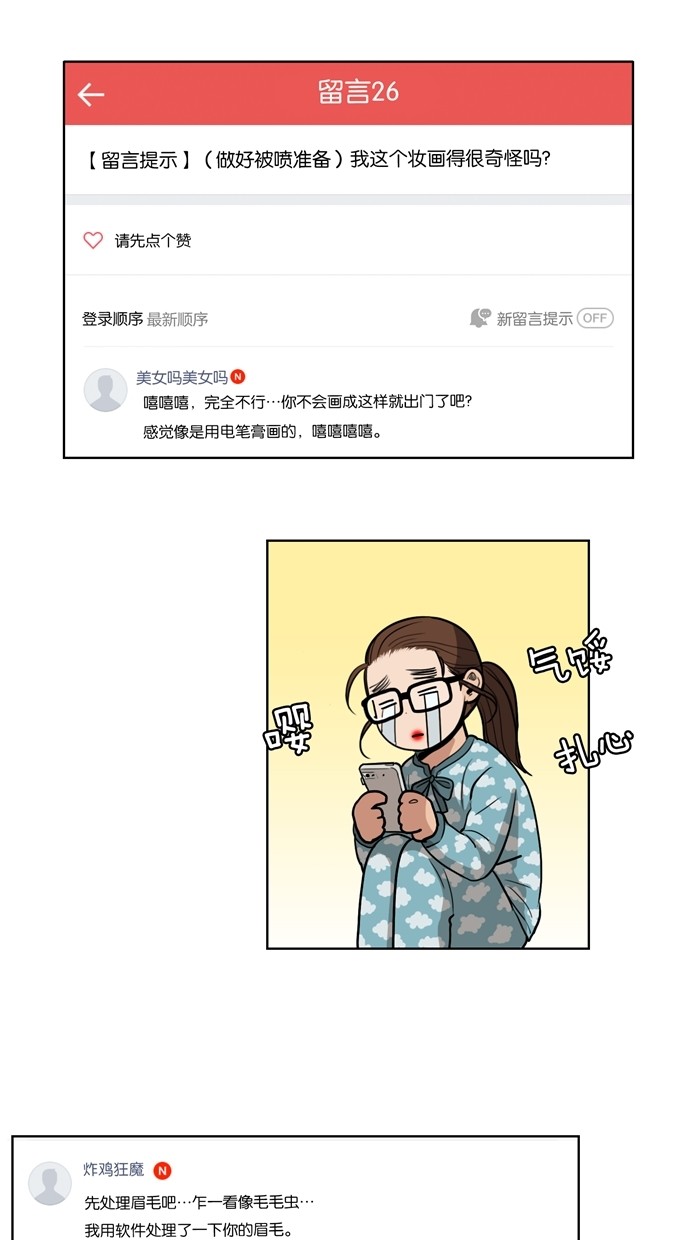 留言26
【留言提示】（做好被喷准备）我这个妆画得很奇怪吗?
请先点个赞
登录顺序 最新顺序
新留言提示 OFF
美女吗美女吗 N
嘻嘻嘻，完全不行…你不会画成这样就出门了吧?
感觉像是用电笔膏画的，嘻嘻嘻嘻。
气馁
嘤
扎心
炸鸡狂魔 N
先处理眉毛吧…乍一看像毛毛虫…
我用软件处理了一下你的眉毛。